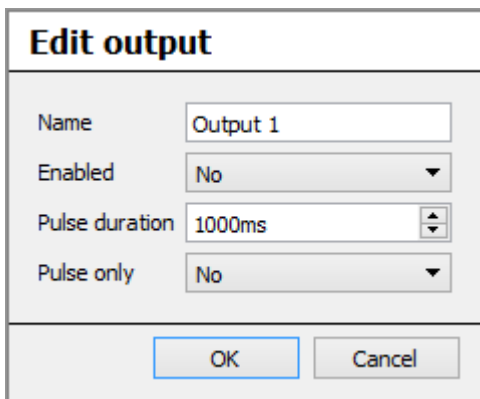 Edit output
Name Output 1
Enabled No
Pulse duration 1000ms
Pulse only No
OK Cancel